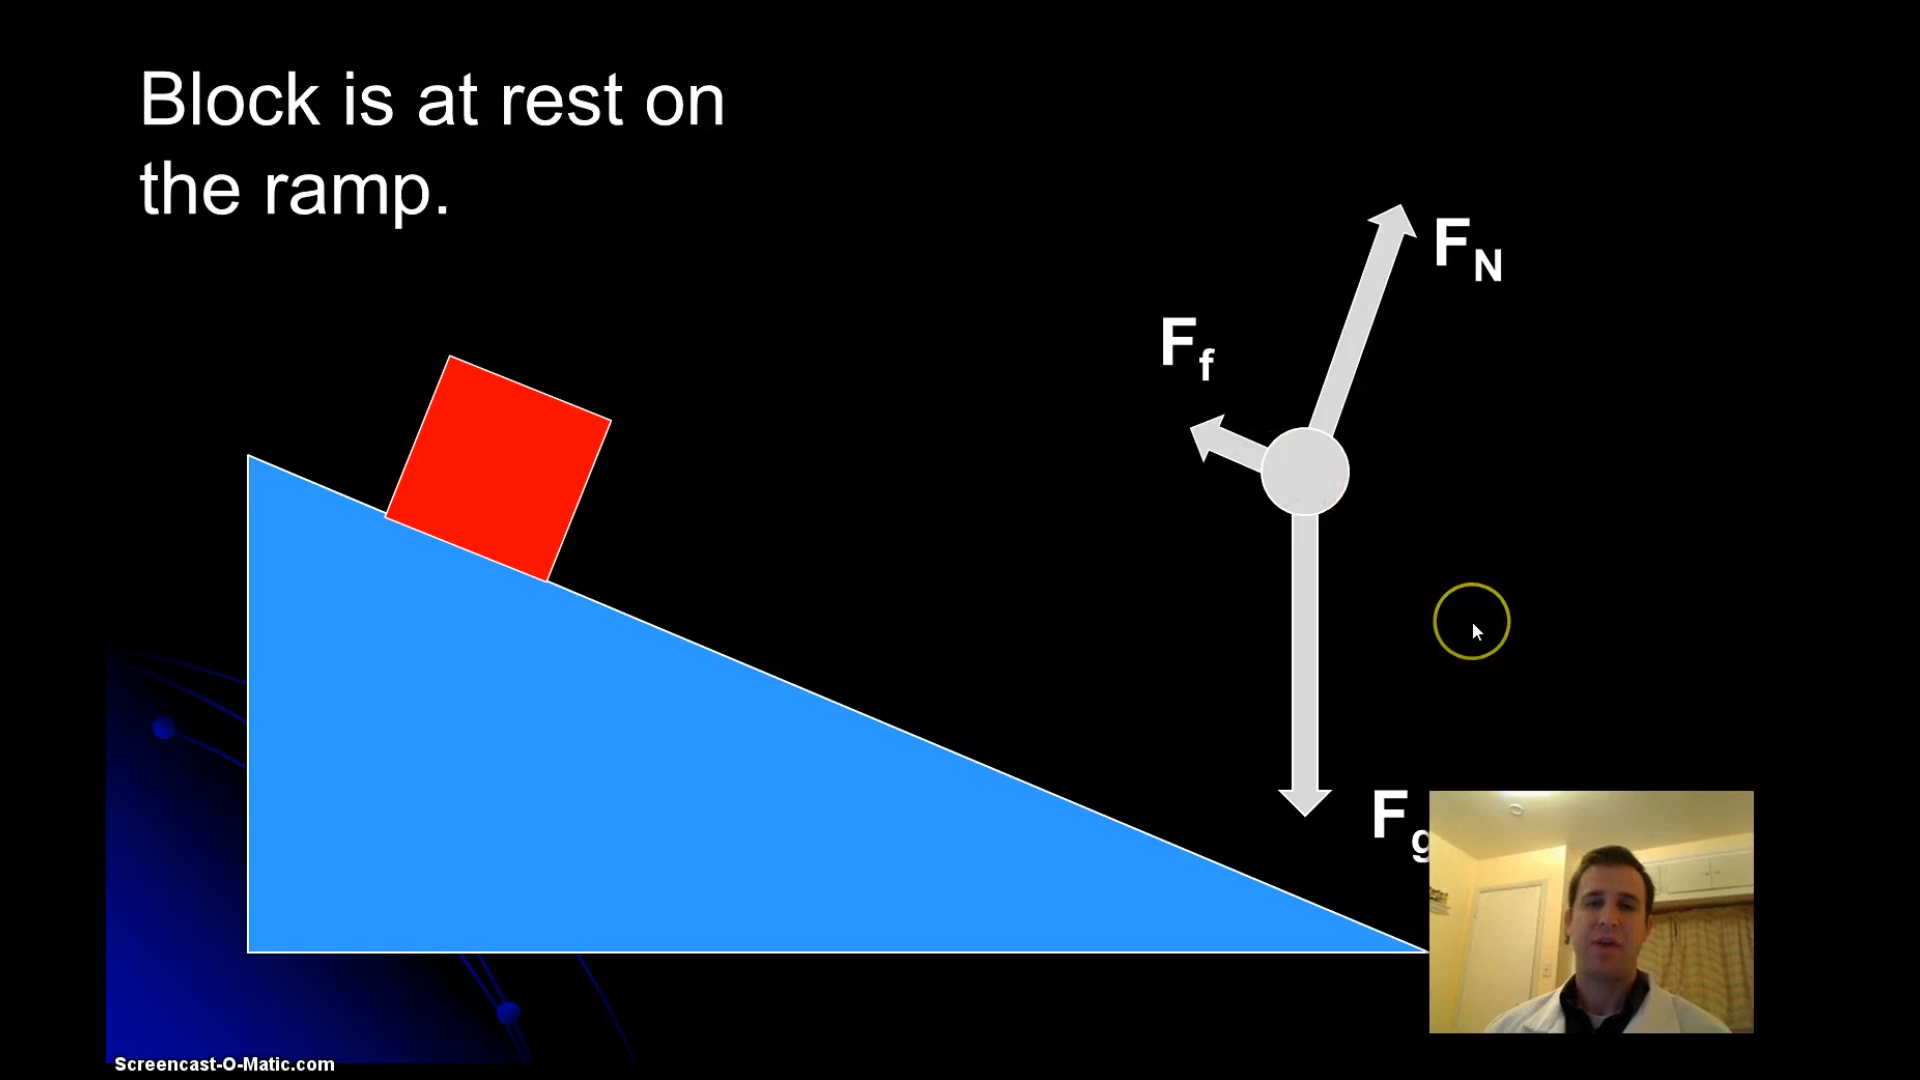 Block is at rest on
the ramp.
F_N
F_f
F_g
Screencast-O-Matic.com